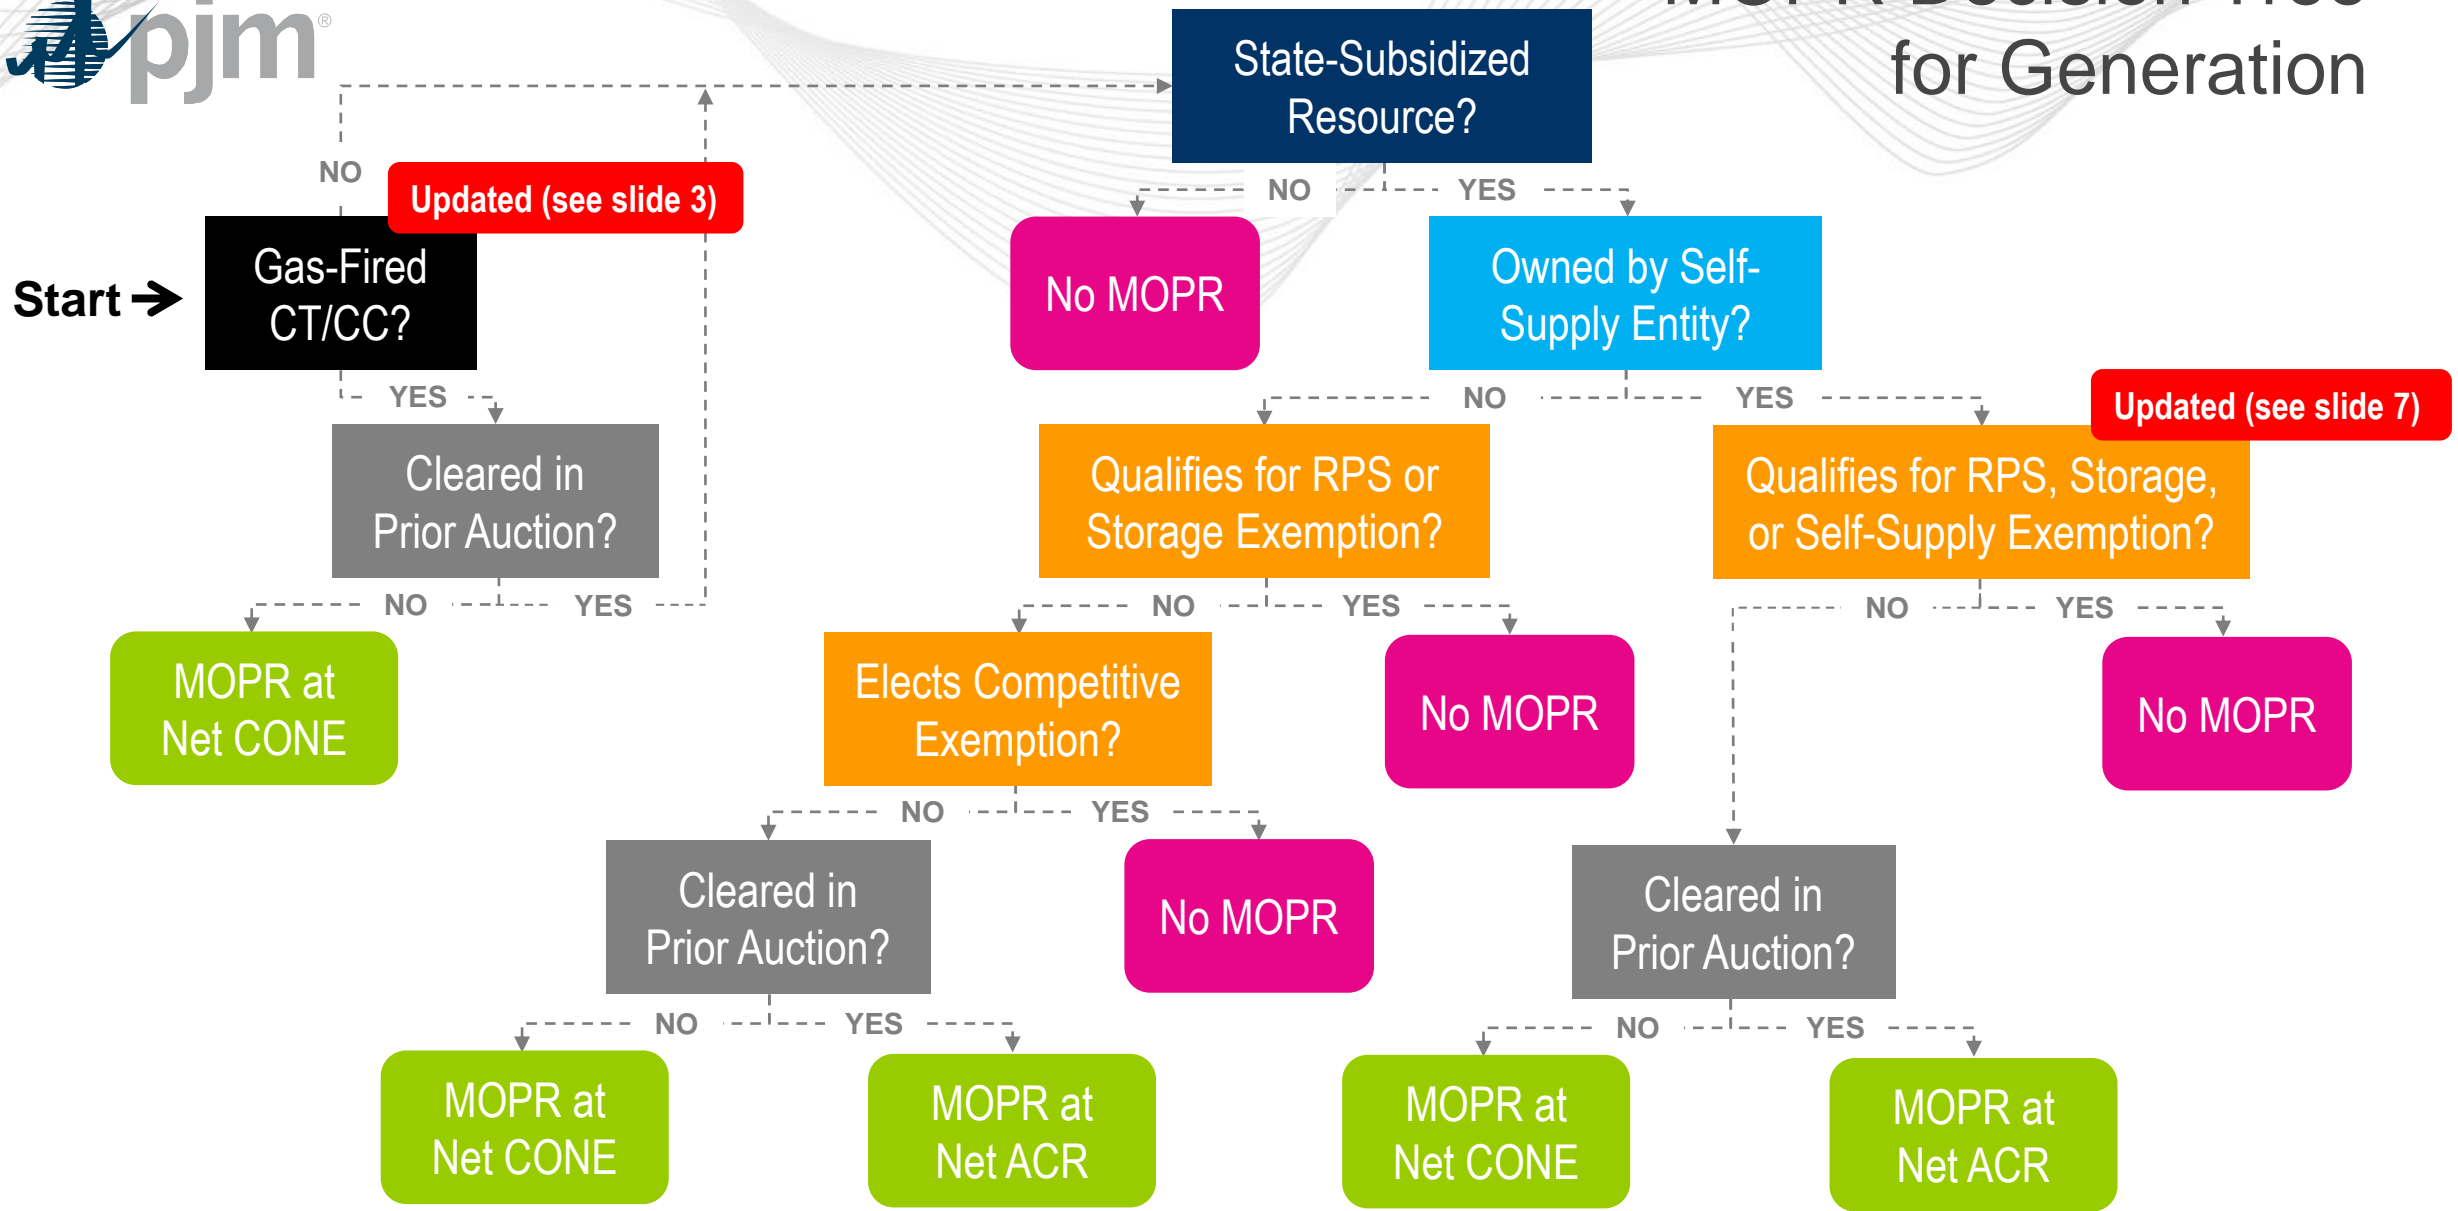 pjm®
MOPR Decision Tree
for Generation
State-Subsidized
Resource?
NO
Updated (see slide 3)
NO
YES
Start
Gas-Fired
CT/CC?
No MOPR
Owned by Self-
Supply Entity?
YES
NO
YES
Updated (see slide 7)
Cleared in
Prior Auction?
Qualifies for RPS or
Storage Exemption?
Qualifies for RPS, Storage,
or Self-Supply Exemption?
NO
YES
NO
YES
NO
YES
MOPR at
Net CONE
Elects Competitive
Exemption?
No MOPR
No MOPR
NO
YES
Cleared in
Prior Auction?
No MOPR
Cleared in
Prior Auction?
NO
YES
NO
YES
MOPR at
Net CONE
MOPR at
Net ACR
MOPR at
Net CONE
MOPR at
Net ACR